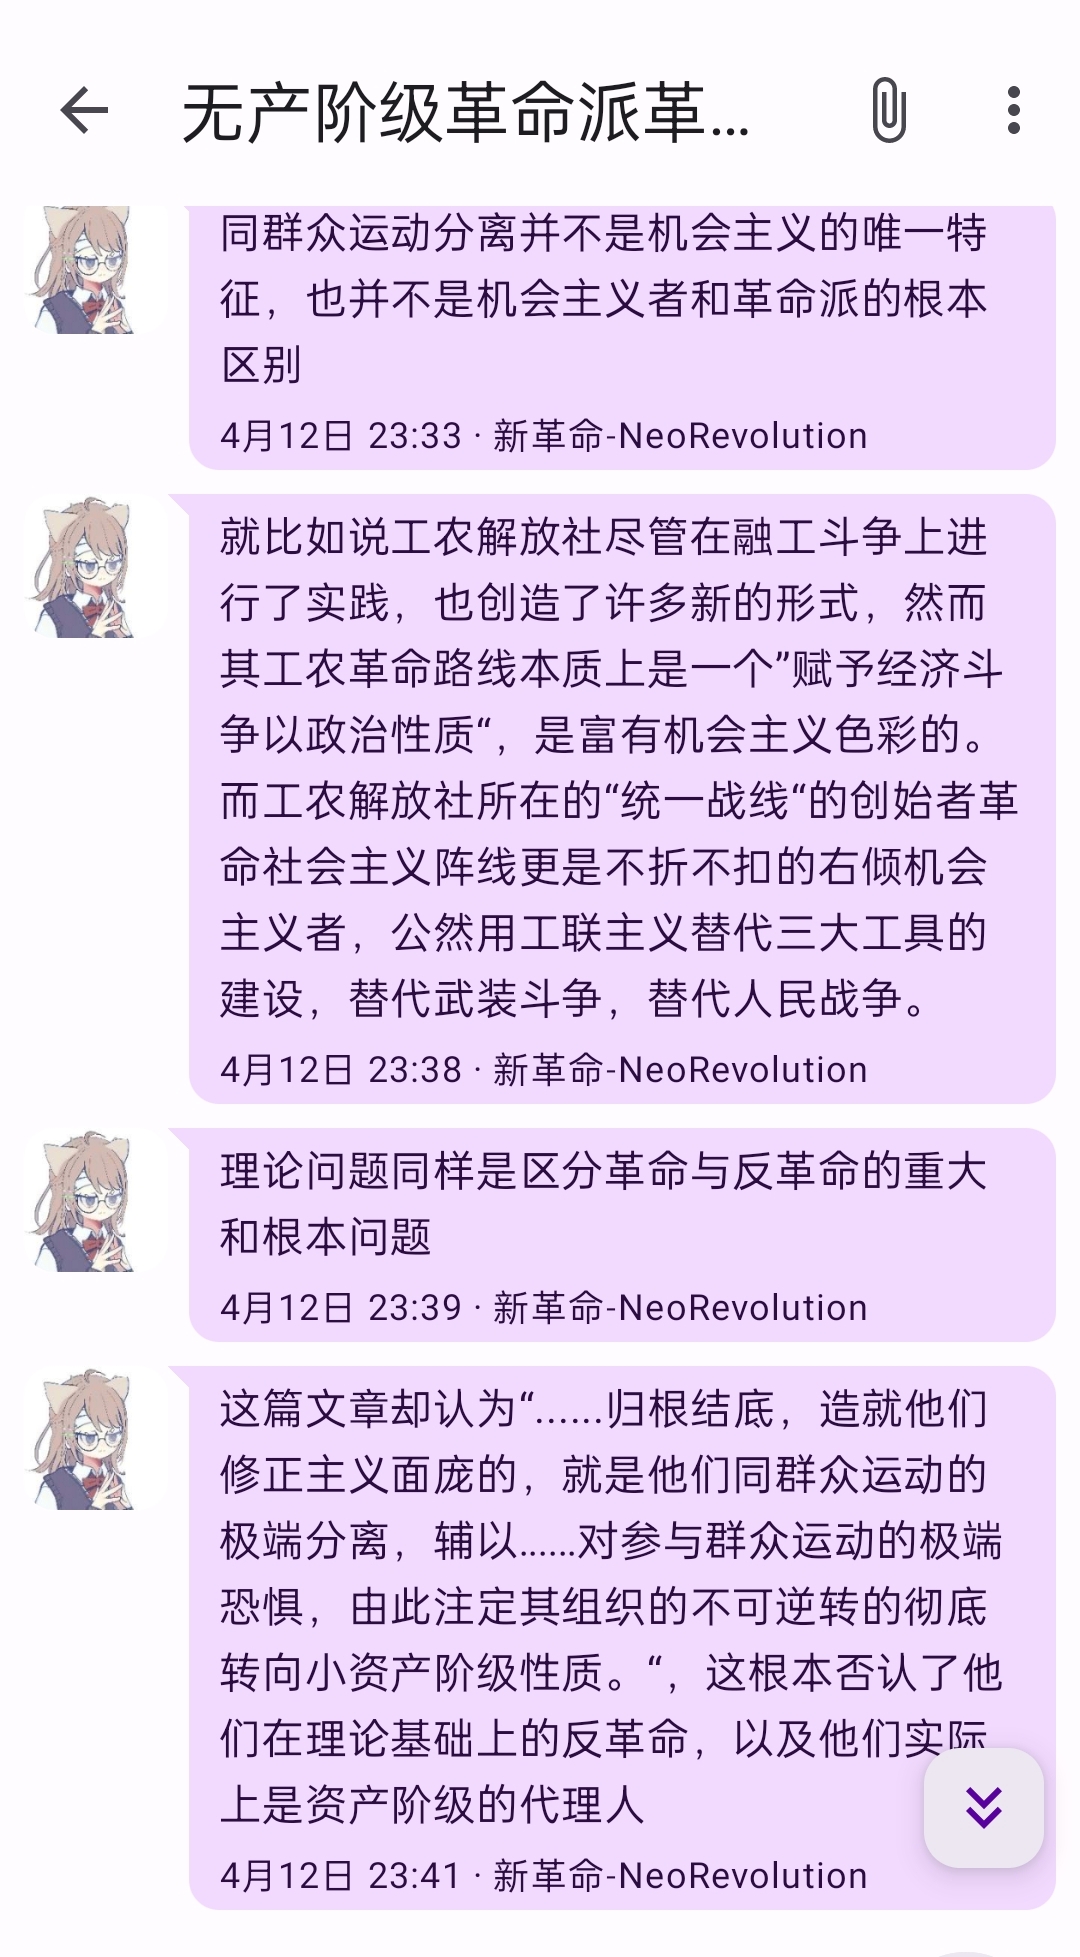 无产阶级革命派革...
同群众运动分离并不是机会主义的唯一特
征，也并不是机会主义者和革命派的根本
区别
4月12日 23:33 · 新革命-NeoRevolution
就比如说工农解放社尽管在融工斗争上进
行了实践，也创造了许多新的形式，然而
其工农革命路线本质上是一个”赋予经济斗
争以政治性质“，是富有机会主义色彩的。
而工农解放社所在的“统一战线“的创始者革
命社会主义阵线更是不折不扣的右倾机会
主义者，公然用工联主义替代三大工具的
建设，替代武装斗争，替代人民战争。
4月12日 23:38 · 新革命-NeoRevolution
理论问题同样是区分革命与反革命的重大
和根本问题
4月12日 23:39 · 新革命-NeoRevolution
这篇文章却认为“……归根结底，造就他们
修正主义面庞的，就是他们同群众运动的
极端分离，辅以......对参与群众运动的极端
恐惧，由此注定其组织的不可逆转的彻底
转向小资产阶级性质。“，这根本否认了他
们在理论基础上的反革命，以及他们实际
上是资产阶级的代理人
4月12日 23:41 · 新革命-NeoRevolution